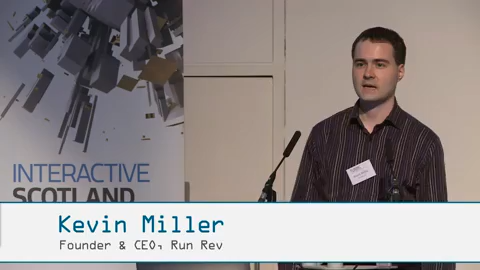 INTERACTIVE
SCOTLAND
Kevin Miller
Founder & CEO, Run Rev